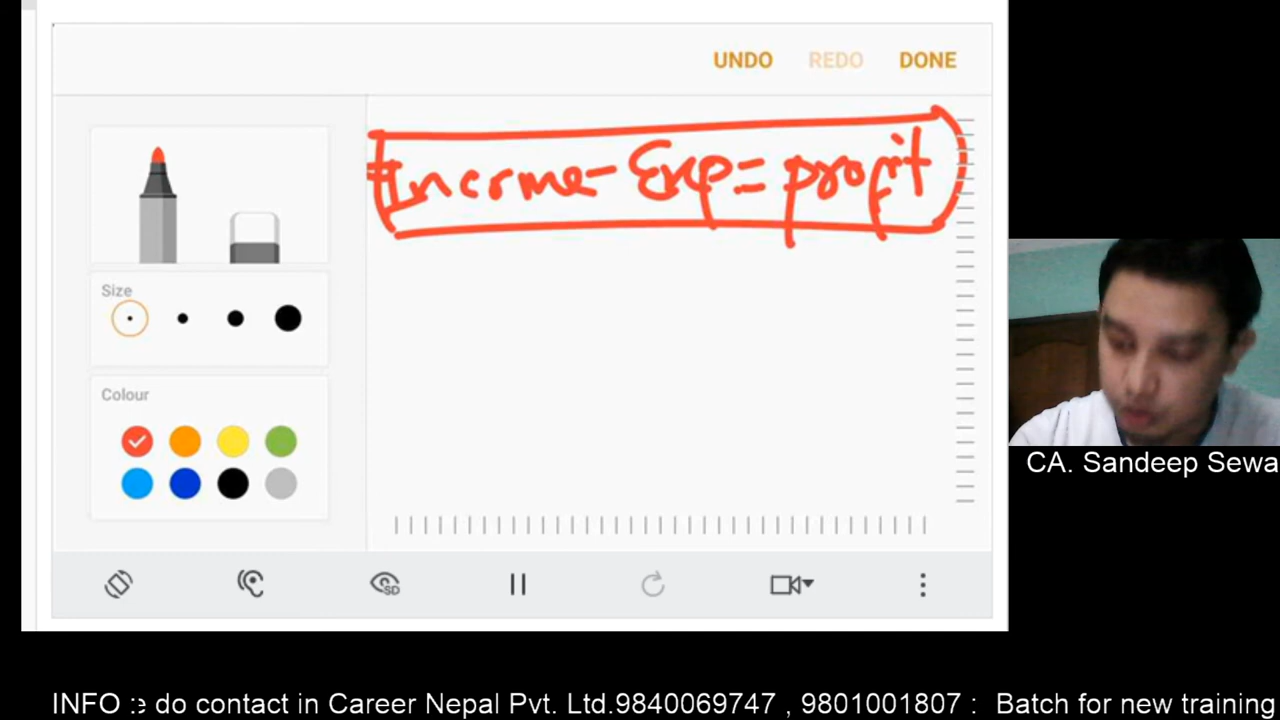 UNDO REDO DONE
Income - Exp = profit
Size
Colour
SD
CA. Sandeep Sewa
INFO : do contact in Career Nepal Pvt. Ltd.9840069747 , 9801001807 : Batch for new training